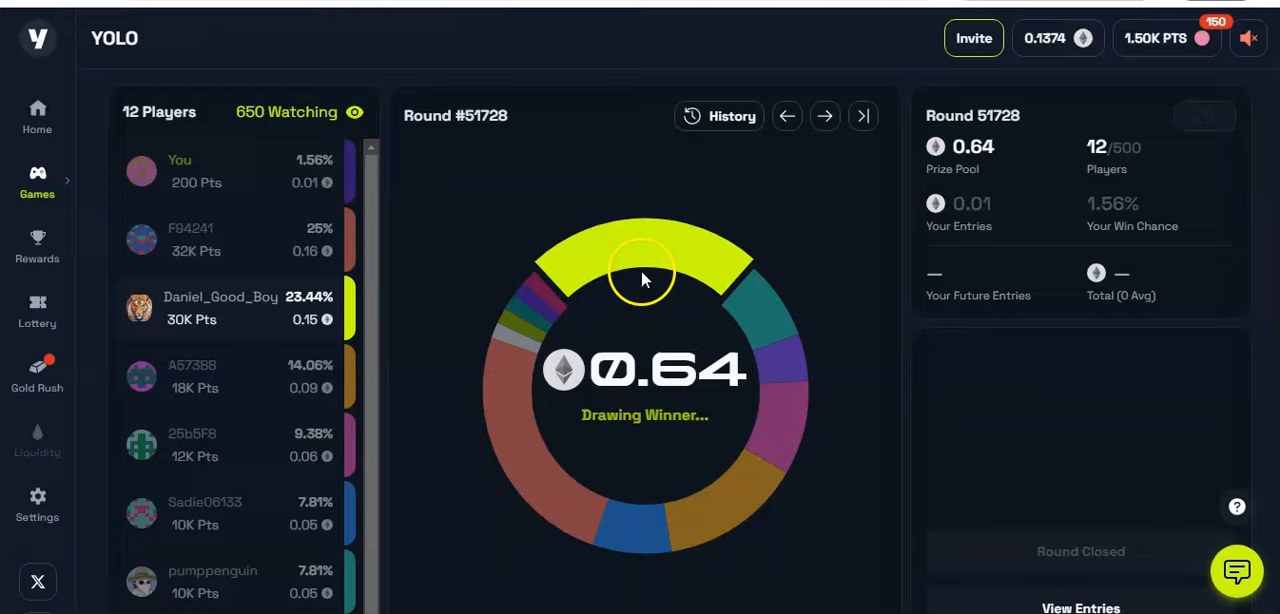 YOLO
Invite
0.1374
1.50K PTS
150
Home
Games
Rewards
Lottery
Gold Rush
Liquidity
Settings
12 Players
650 Watching
You 1.56%
200 Pts 0.01
F94241 25%
32K Pts 0.16
Daniel_Good_Boy 23.44%
30K Pts 0.15
A57388 14.06%
18K Pts 0.09
25b5F8 9.38%
12K Pts 0.06
Sadie06133 7.81%
10K Pts 0.05
pumppenguin 7.81%
10K Pts 0.05
Round #51728
History
0.64
Drawing Winner...
Round 51728
0.64
Prize Pool
12/500
Players
0.01
Your Entries
1.56%
Your Win Chance
—
Your Future Entries
—
Total (0 Avg)
?
Round Closed
View Entries